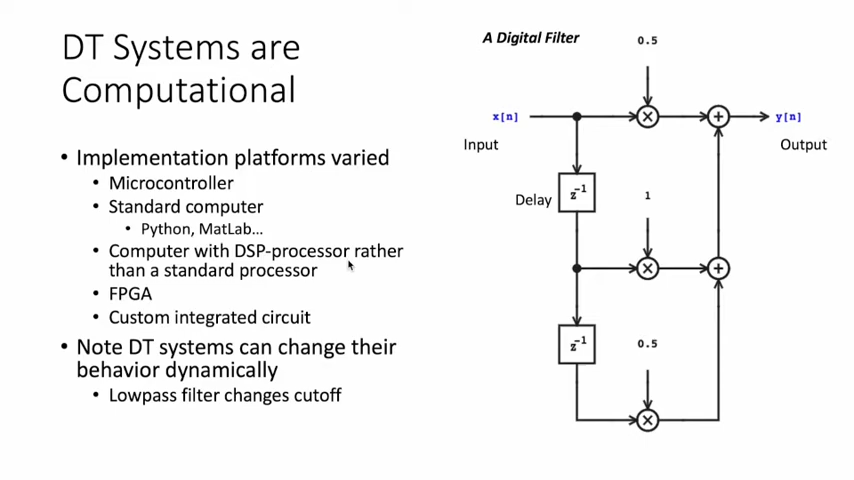 DT Systems are
Computational
• Implementation platforms varied
• Microcontroller
• Standard computer
• Python, MatLab…
• Computer with DSP-processor rather
than a standard processor
• FPGA
• Custom integrated circuit
• Note DT systems can change their
behavior dynamically
• Lowpass filter changes cutoff
A Digital Filter
0.5
x[n]
y[n]
Input
Output
Delay
z⁻¹
1
z⁻¹
0.5